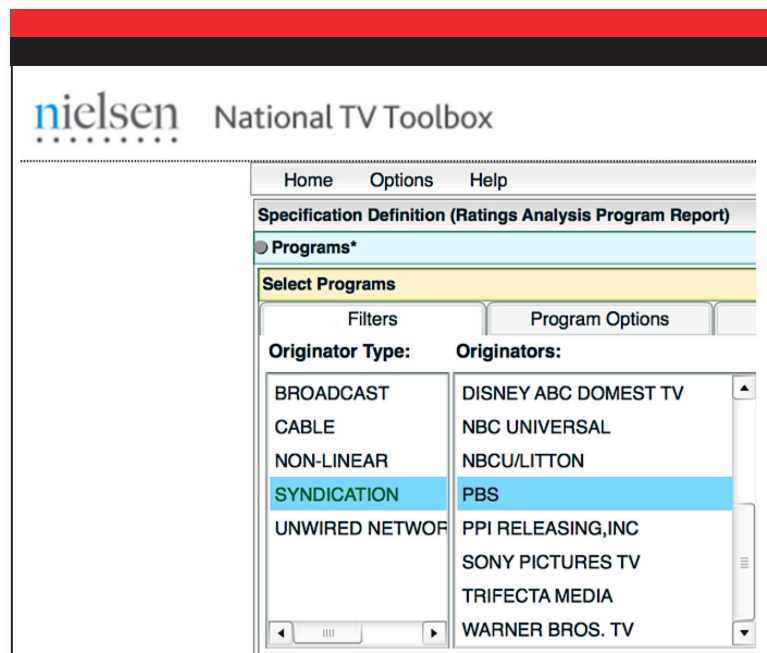 nielsen National TV Toolbox
Home Options Help
Specification Definition (Ratings Analysis Program Report)
Programs*
Select Programs
Filters Program Options
Originator Type: Originators:
BROADCAST DISNEY ABC DOMEST TV
CABLE NBC UNIVERSAL
NON-LINEAR NBCU/LITTON
SYNDICATION PBS
UNWIRED NETWOR PPI RELEASING,INC
SONY PICTURES TV
TRIFECTA MEDIA
WARNER BROS. TV